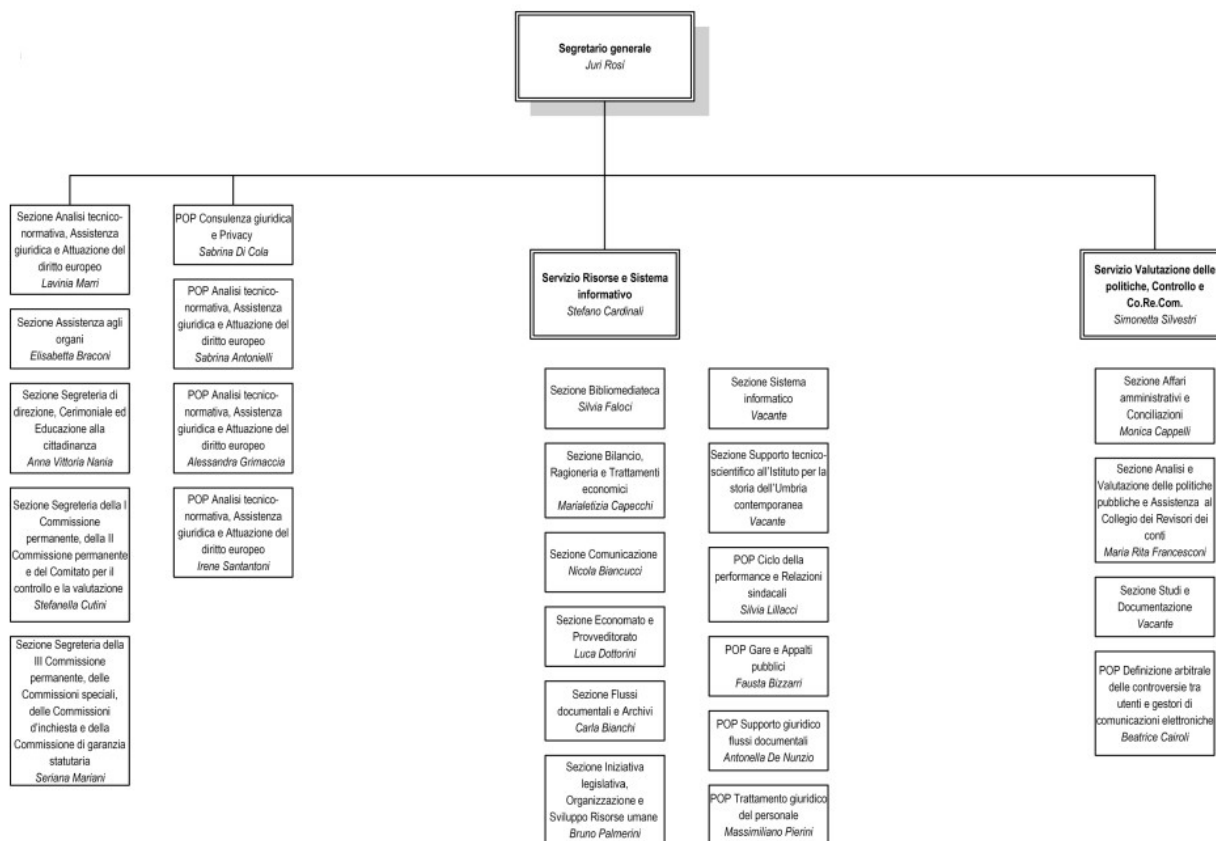 Segretario generale
Juri Rosi
Sezione Analisi tecnico-
normativa, Assistenza
giuridica e Attuazione del
diritto europeo
Lavinia Marri
Sezione Assistenza agli
organi
Elisabetta Braconi
Sezione Segreteria di
direzione, Cerimoniale ed
Educazione alla
cittadinanza
Anna Vittoria Nania
Sezione Segreteria della I
Commissione
permanente, della II
Commissione permanente
e del Comitato per il
controllo e la valutazione
Stefanella Cutini
Sezione Segreteria della
III Commissione
permanente, delle
Commissioni speciali,
delle Commissioni
d'inchiesta e della
Commissione di garanzia
statutaria
Seriana Mariani
POP Consulenza giuridica
e Privacy
Sabrina Di Cola
POP Analisi tecnico-
normativa, Assistenza
giuridica e Attuazione del
diritto europeo
Sabrina Antonielli
POP Analisi tecnico-
normativa, Assistenza
giuridica e Attuazione del
diritto europeo
Alessandra Grimaccia
POP Analisi tecnico-
normativa, Assistenza
giuridica e Attuazione del
diritto europeo
Irene Santantoni
Servizio Risorse e Sistema
informativo
Stefano Cardinali
Sezione Bibliomediateca
Silvia Faloci
Sezione Bilancio,
Ragioneria e Trattamenti
economici
Marialetizia Capecchi
Sezione Comunicazione
Nicola Biancucci
Sezione Economato e
Provveditorato
Luca Dottorini
Sezione Flussi
documentali e Archivi
Carla Bianchi
Sezione Iniziativa
legislativa,
Organizzazione e
Sviluppo Risorse umane
Bruno Palmerini
Sezione Sistema
informatico
Vacante
Sezione Supporto tecnico-
scientifico all'Istituto per la
storia dell'Umbria
contemporanea
Vacante
POP Ciclo della
performance e Relazioni
sindacali
Silvia Lillacci
POP Gare e Appalti
pubblici
Fausta Bizzarri
POP Supporto giuridico
flussi documentali
Antonella De Nunzio
POP Trattamento giuridico
del personale
Massimiliano Pierini
Servizio Valutazione delle
politiche, Controllo e
Co.Re.Com.
Simonetta Silvestri
Sezione Affari
amministrativi e
Conciliazioni
Monica Cappelli
Sezione Analisi e
Valutazione delle politiche
pubbliche e Assistenza al
Collegio dei Revisori dei
conti
Maria Rita Francesconi
Sezione Studi e
Documentazione
Vacante
POP Definizione arbitrale
delle controversie tra
utenti e gestori di
comunicazioni elettroniche
Beatrice Cairoli